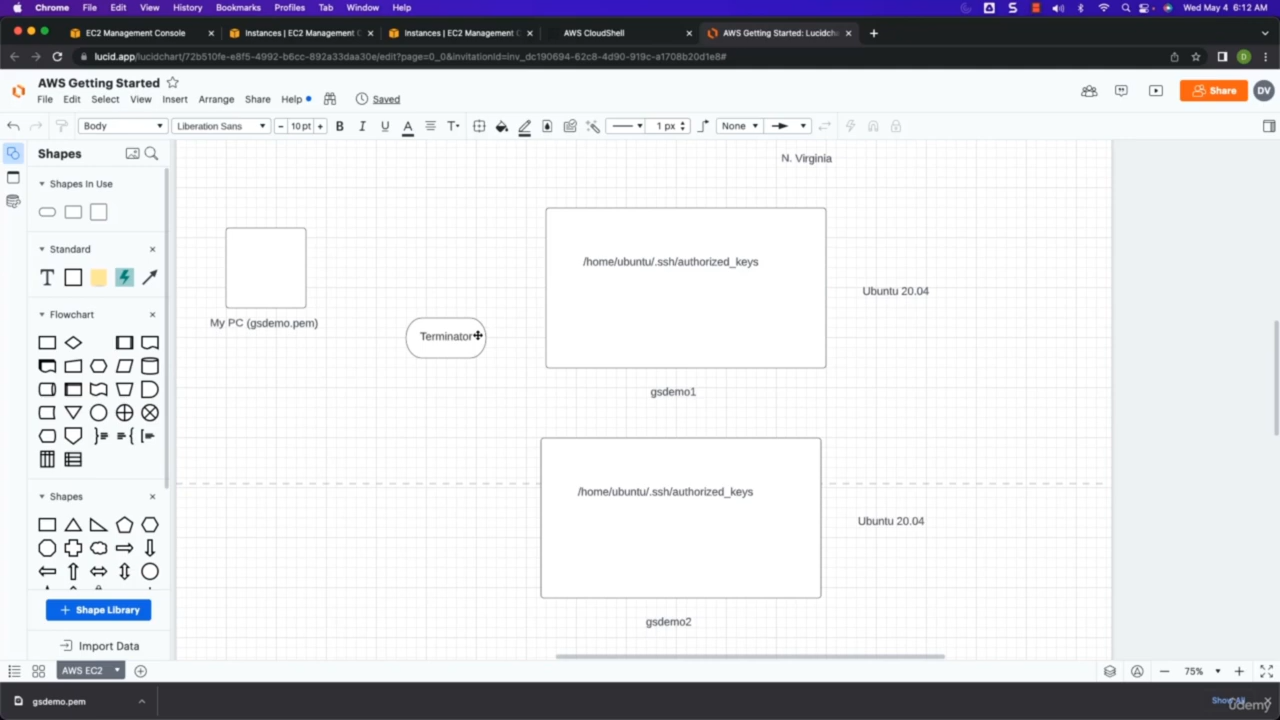 Chrome File Edit View History Bookmarks Profiles Tab Window Help Wed May 4 6:12 AM
EC2 Management Console
Instances | EC2 Management C
Instances | EC2 Management C
AWS CloudShell
AWS Getting Started: Lucidch
lucid.app/lucidchart/72b510fe-e8f5-4992-b6cc-892a33daa30e/edit?page=0_0&invitationId=inv_dc190694-62c8-4d90-919c-a1708b20d1e8#
D
AWS Getting Started
File Edit Select View Insert Arrange Share Help Saved
Share
DV
Body Liberation Sans 10 pt B I U A T 1 px None
Shapes
Shapes In Use
Standard
T
Flowchart
Shapes
Shape Library
Import Data
N. Virginia
/home/ubuntu/.ssh/authorized_keys
Ubuntu 20.04
My PC (gsdemo.pem)
Terminator
gsdemo1
/home/ubuntu/.ssh/authorized_keys
Ubuntu 20.04
gsdemo2
AWS EC2
75%
gsdemo.pem
Show All
udemy